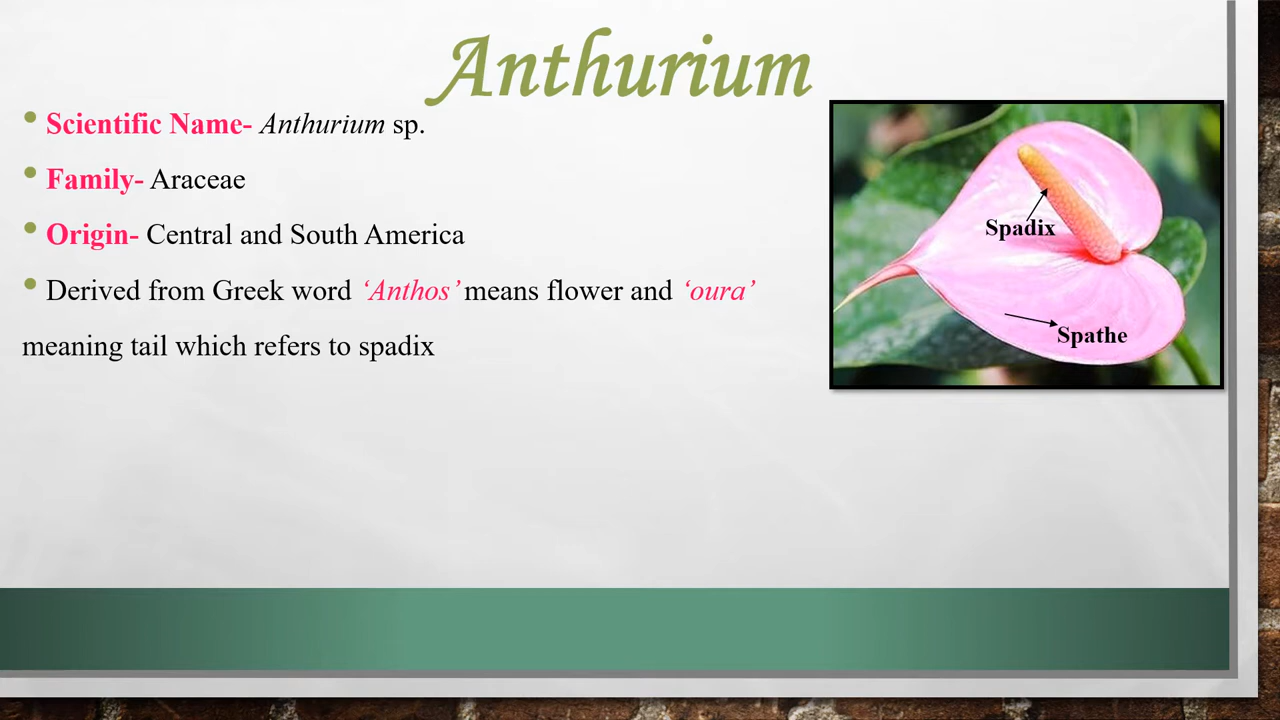 Anthurium
• Scientific Name- Anthurium sp.
• Family- Araceae
• Origin- Central and South America
• Derived from Greek word ‘Anthos’ means flower and ‘oura’
meaning tail which refers to spadix
Spadix
Spathe